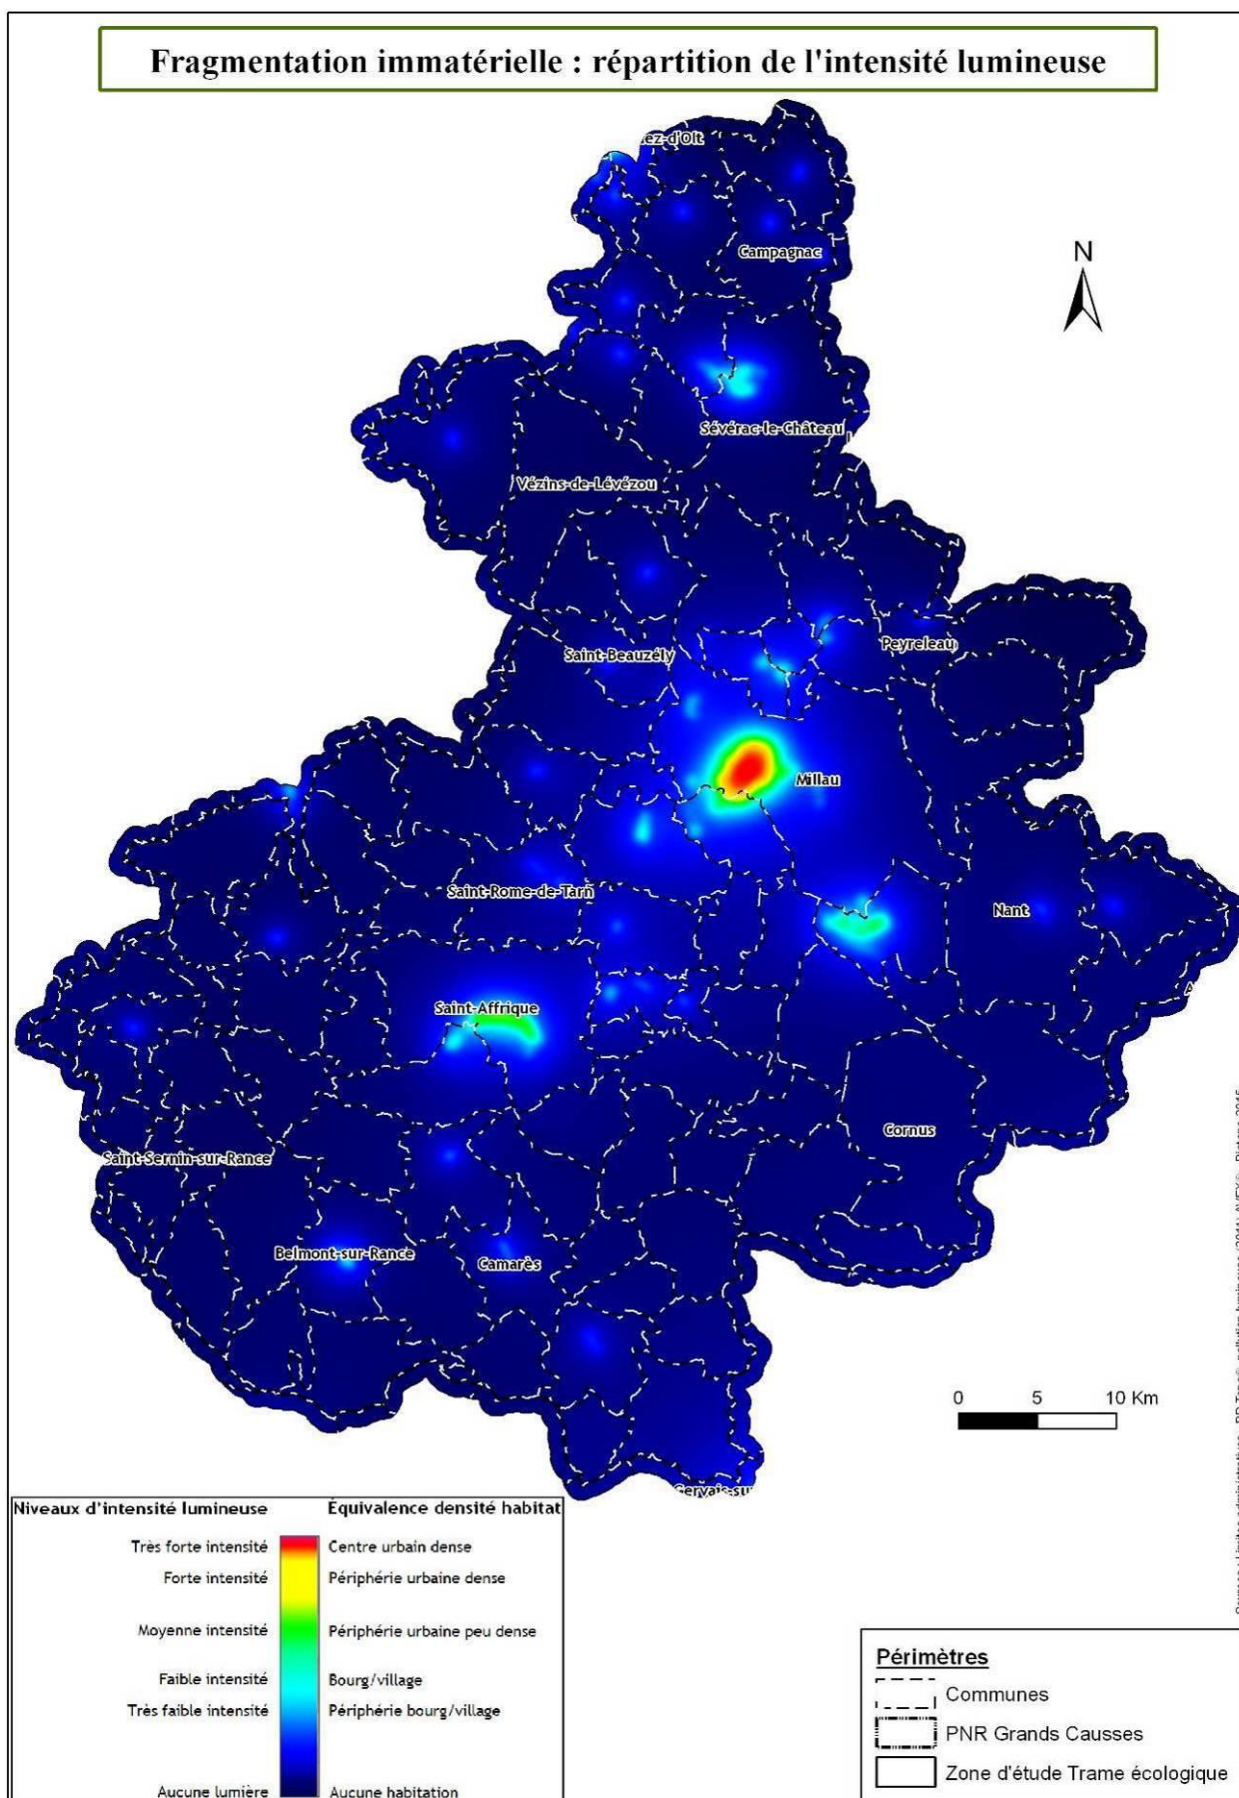 Fragmentation immatérielle : répartition de l'intensité lumineuse
ez-d'Olt
N
Campagnac
Sévérac-le-Château
Vézins-de-Lévézou
Peyreleau
Saint-Beauzély
Millau
Saint-Rome-de-Tarn
Nant
Saint-Affrique
Cornus
Saint-Sernin-sur-Rance
Belmont-sur-Rance
Camarès
0 5 10 Km
Gervais-su
Niveaux d'intensité lumineuse Équivalence densité habitat
Très forte intensité Centre urbain dense
Forte intensité Périphérie urbaine dense
Moyenne intensité Périphérie urbaine peu dense
Faible intensité Bourg/village
Très faible intensité Périphérie bourg/village
Aucune lumière Aucune habitation
Périmètres
Communes
PNR Grands Causses
Zone d'étude Trame écologique